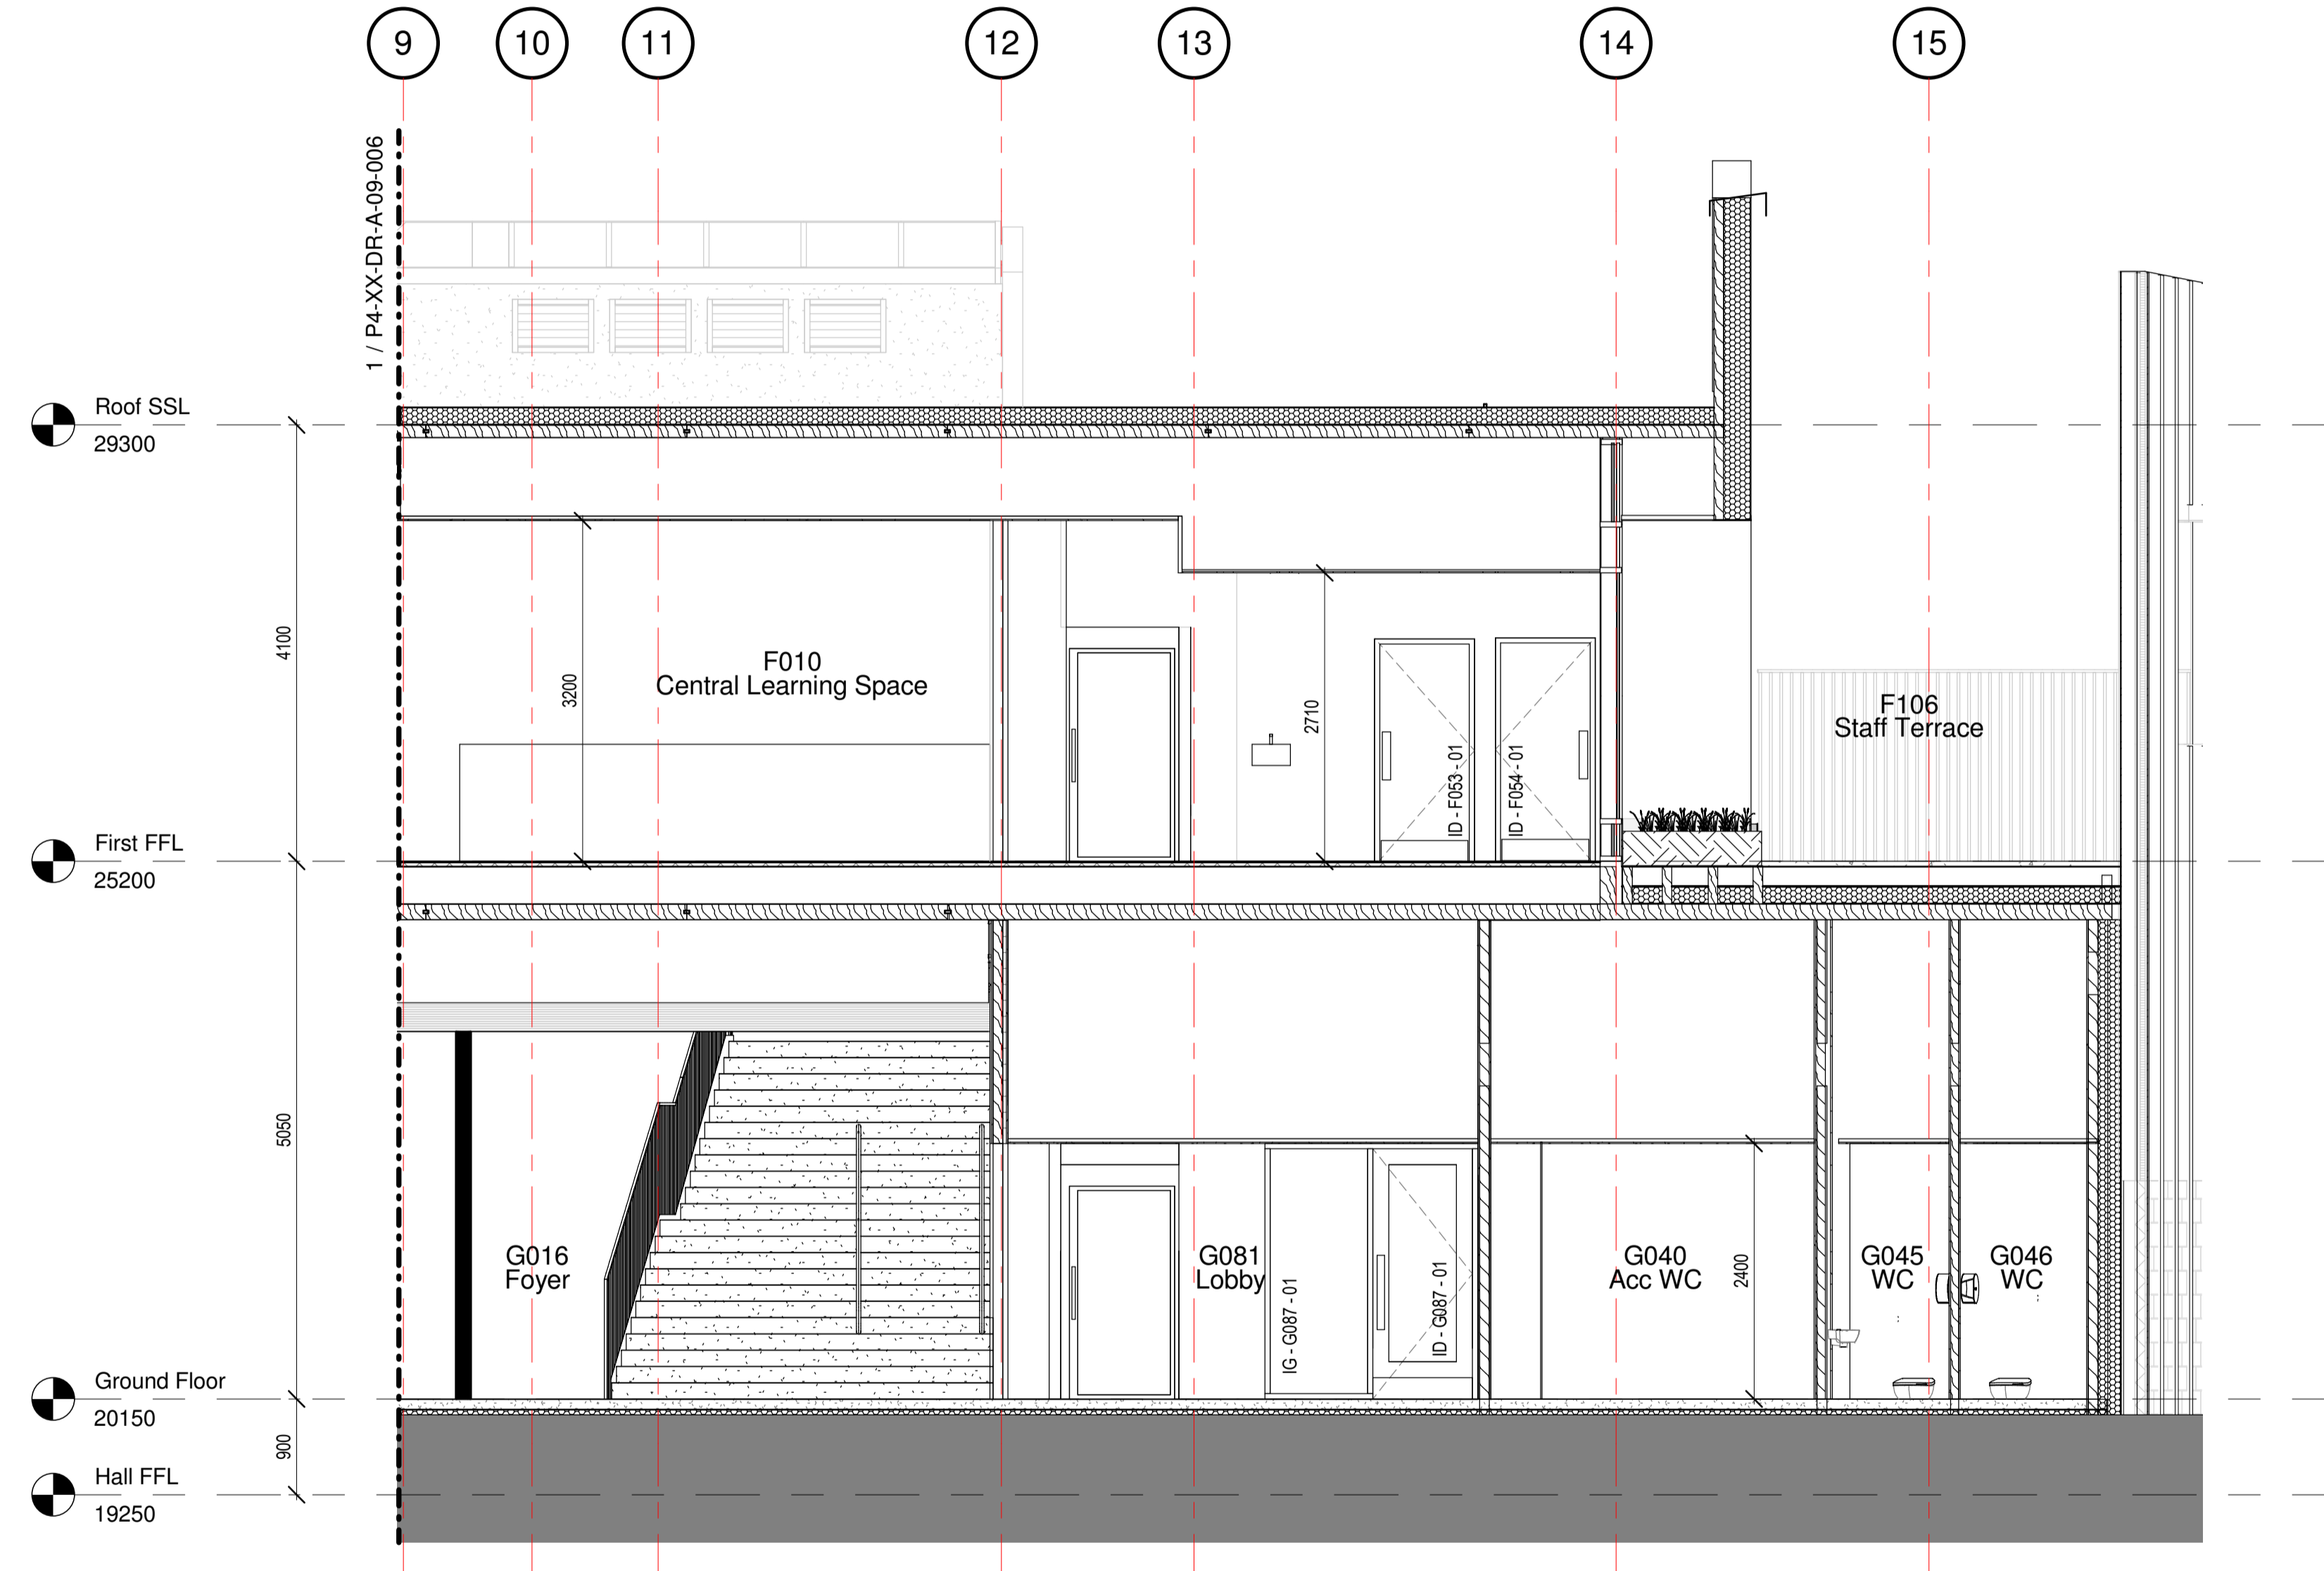 9
10
11
12
13
14
15
1 / P4-XX-DR-A-09-006
Roof SSL
29300
4100
3200
F010
Central Learning Space
2710
ID - F053 - 01
ID - F054 - 01
F106
Staff Terrace
First FFL
25200
5050
G016
Foyer
G081
Lobby
IG - G087 - 01
ID - G087 - 01
G040
Acc WC
2400
G045
WC
G046
WC
Ground Floor
20150
900
Hall FFL
19250